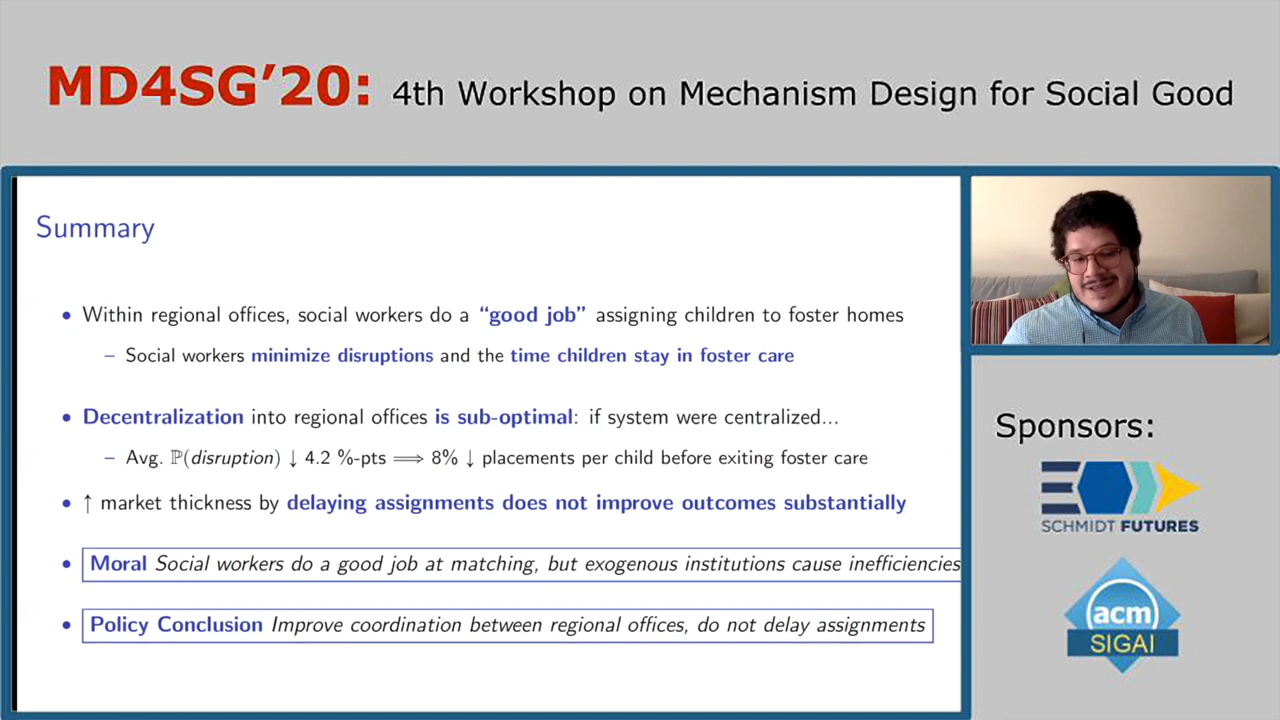 MD4SG’20: 4th Workshop on Mechanism Design for Social Good
Summary
• Within regional offices, social workers do a “good job” assigning children to foster homes
– Social workers minimize disruptions and the time children stay in foster care
• Decentralization into regional offices is sub-optimal: if system were centralized...
– Avg. ℙ(disruption) ↓ 4.2 %-pts ⟹ 8% ↓ placements per child before exiting foster care
• ↑ market thickness by delaying assignments does not improve outcomes substantially
• Moral Social workers do a good job at matching, but exogenous institutions cause inefficiencies
• Policy Conclusion Improve coordination between regional offices, do not delay assignments
Sponsors:
SCHMIDT FUTURES
acm
SIGAI